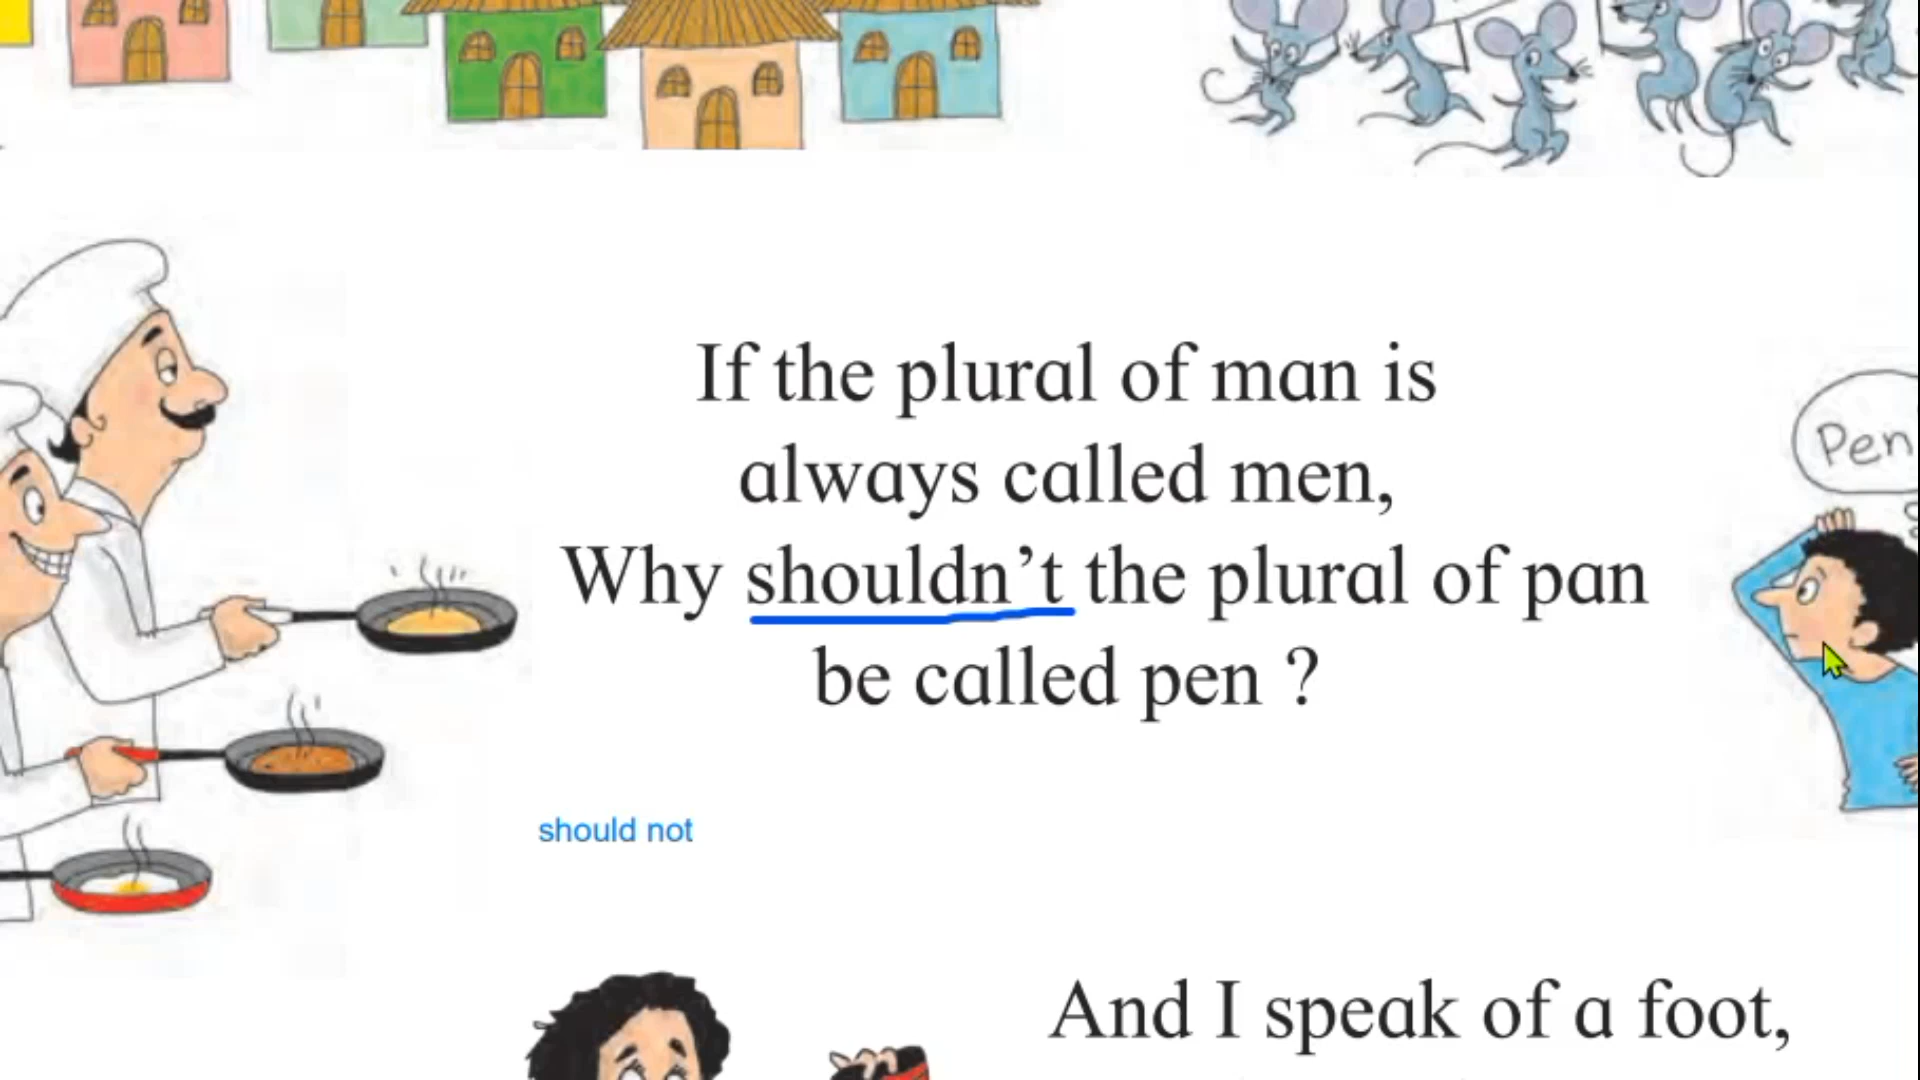 If the plural of man is
always called men,
Why shouldn’t the plural of pan
be called pen ?
Pen
should not
And I speak of a foot,